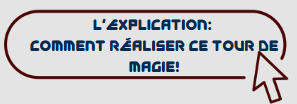 L'EXPLICATION:
COMMENT RÉALISER CE TOUR DE
MAGIE!